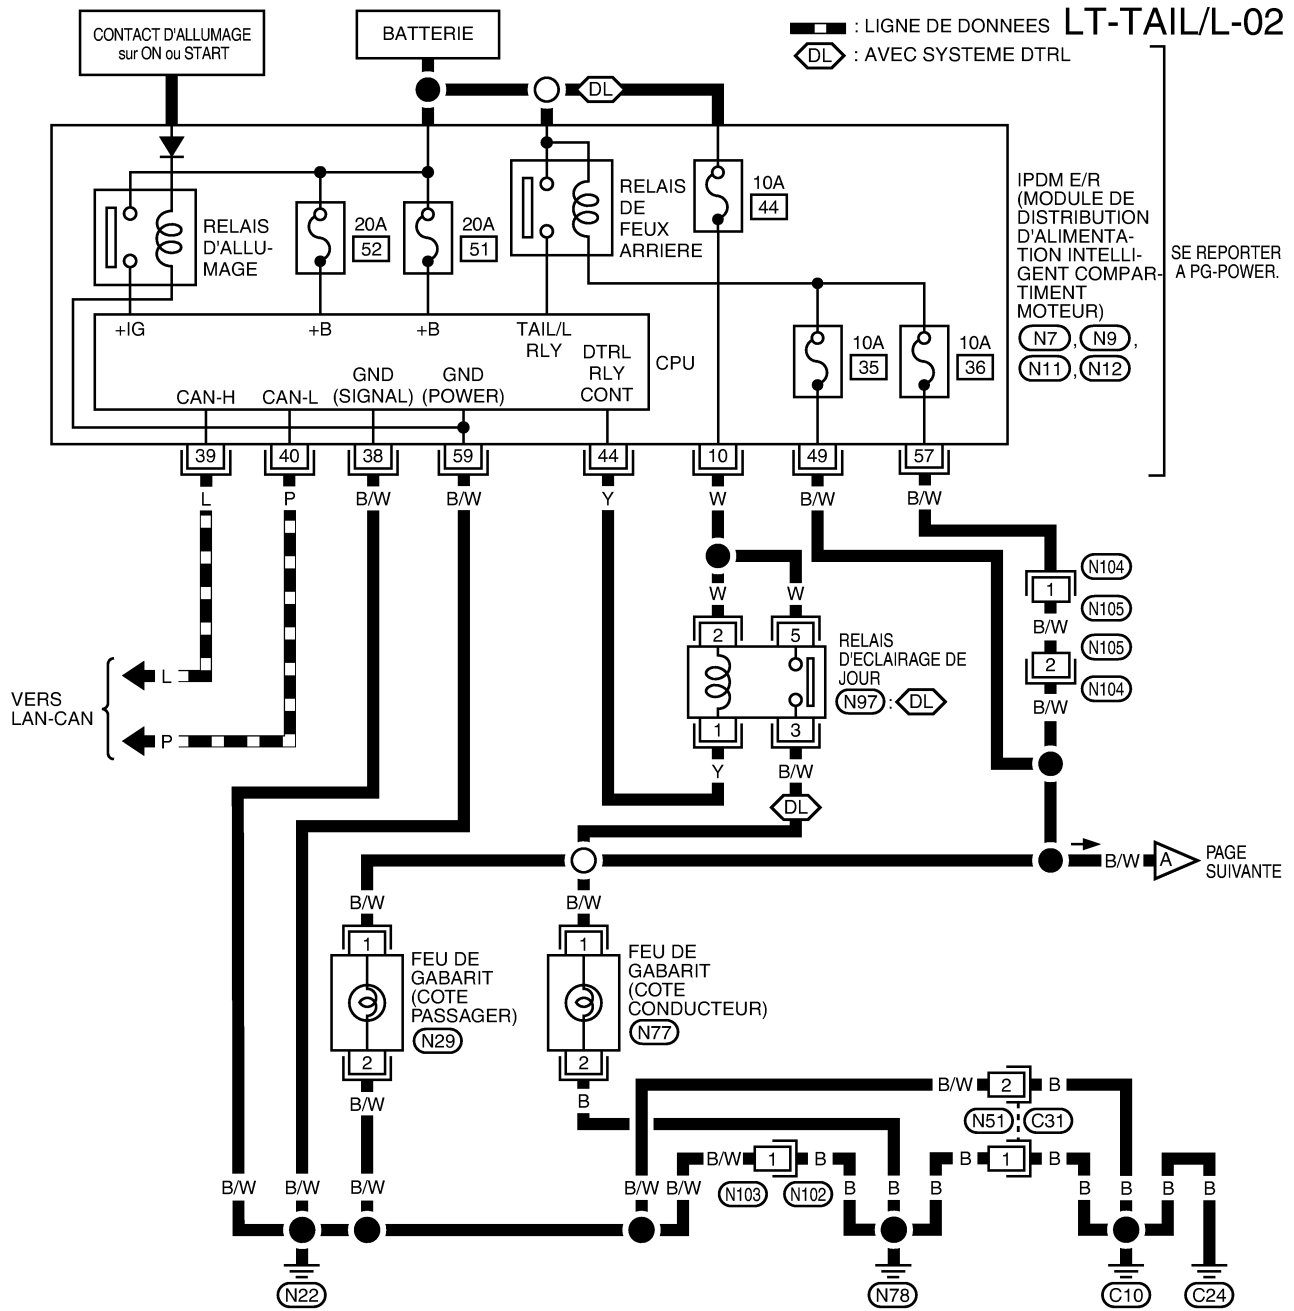 CONTACT D'ALLUMAGE
sur ON ou START
BATTERIE
: LIGNE DE DONNEES
LT-TAIL/L-02
DL
DL
: AVEC SYSTEME DTRL
RELAIS
D'ALLU-
MAGE
20A
52
20A
51
RELAIS
DE
FEUX
ARRIERE
10A
44
IPDM E/R
(MODULE DE
DISTRIBUTION
D'ALIMENTA-
TION INTELLI-
GENT COMPAR-
TIMENT
MOTEUR)
N7
,
N9
,
N11
,
N12
SE REPORTER
A PG-POWER.
+IG
+B
+B
TAIL/L
RLY
DTRL
RLY
CONT
CPU
10A
35
10A
36
CAN-H
CAN-L
GND
(SIGNAL)
GND
(POWER)
39
40
38
59
44
10
49
57
L
P
B/W
B/W
Y
W
B/W
B/W
N104
1
N105
B/W
N105
2
N104
B/W
W
W
2
5
RELAIS
D'ECLAIRAGE DE
JOUR
N97
:
DL
1
3
Y
B/W
DL
VERS
LAN-CAN
L
P
B/W
A
PAGE
SUIVANTE
B/W
B/W
1
1
FEU DE
GABARIT
(COTE
PASSAGER)
N29
FEU DE
GABARIT
(COTE
CONDUCTEUR)
N77
2
2
B/W
B
B/W
2
B
N51
C31
B/W
1
B
B
1
B
N103
N102
B/W
B/W
B/W
B/W
B/W
B
B
B
B
B
B
B
N22
N78
C10
C24